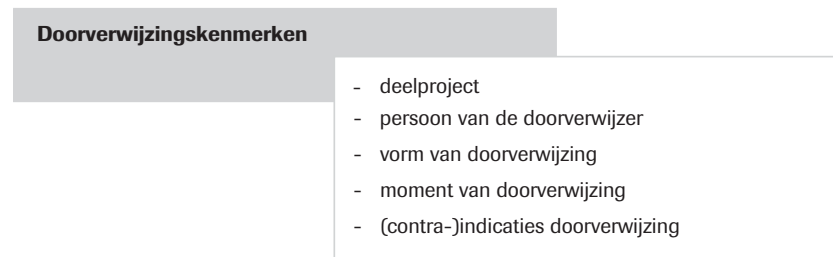 Doorverwijzingskenmerken
- deelproject
- persoon van de doorverwijzer
- vorm van doorverwijzing
- moment van doorverwijzing
- (contra-)indicaties doorverwijzing